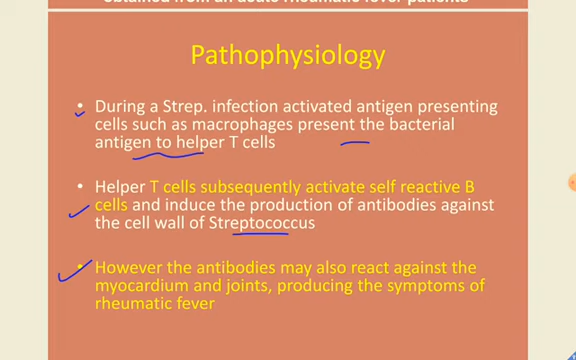 Obtained from an acute rheumatic fever patients
Pathophysiology
• During a Strep. infection activated antigen presenting
cells such as macrophages present the bacterial
antigen to helper T cells
• Helper T cells subsequently activate self reactive B
cells and induce the production of antibodies against
the cell wall of Streptococcus
• However the antibodies may also react against the
myocardium and joints, producing the symptoms of
rheumatic fever